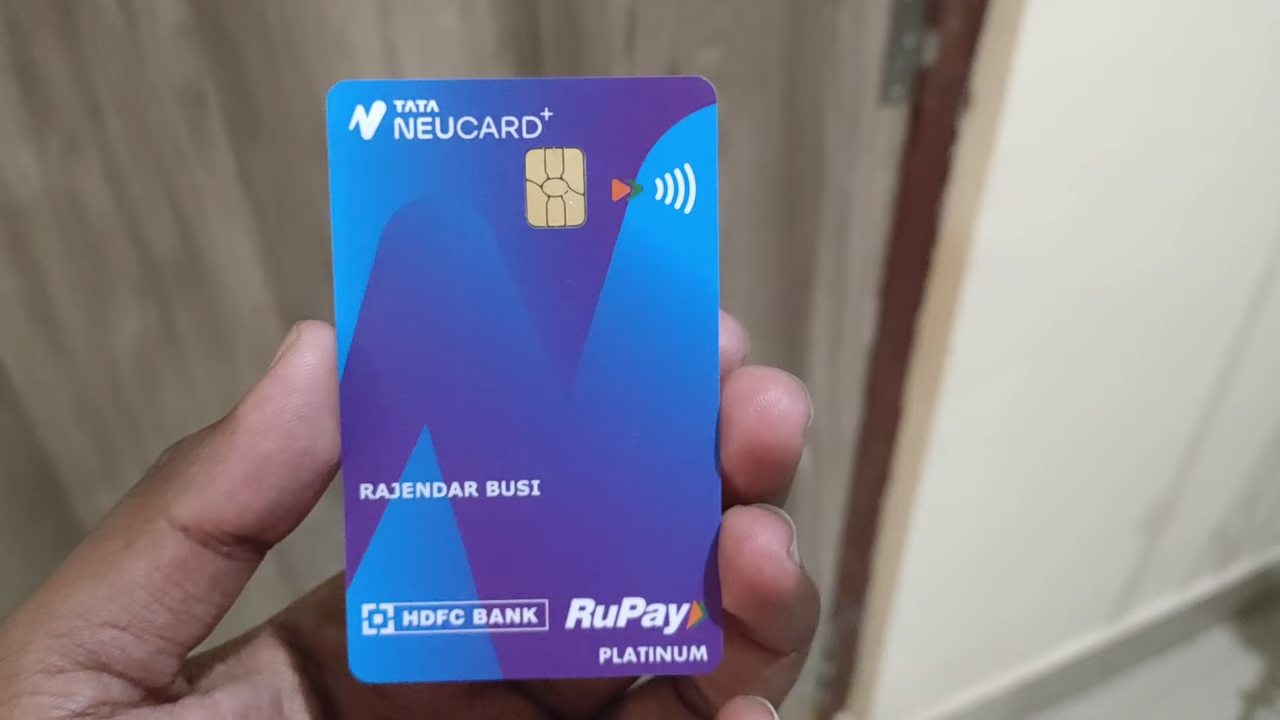 TATA
NEUCARD+
RAJENDAR BUSI
HDFC BANK
RuPay
PLATINUM